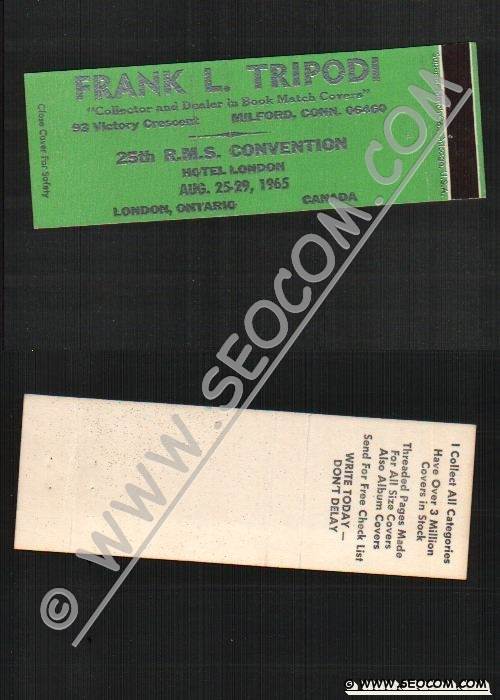 FRANK L. TRIPODI
"Collector and Dealer in Book Match Covers"
92 Victory Crescent MILFORD, CONN. 06460
25th R.M.S. CONVENTION
HOTEL LONDON
AUG. 25-29, 1965
LONDON, ONTARIO CANADA
Close Cover For Safety
I Collect All Categories
Have Over 3 Million
Covers in Stock
Threaded Pages Made
For All Size Covers
Also Album Covers
Send For Free Check List
WRITE TODAY —
DON'T DELAY
© WWW.SEOCOM.COM
© WWW.SEOCOM.COM